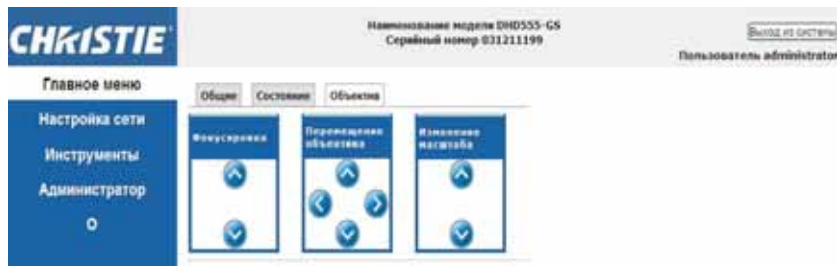 CHRISTIE
Наименование модели DHD555-GS
Серийный номер 031211199
Выход из системы
Пользователь administrator
Главное меню
Настройка сети
Инструменты
Администратор
О
Общие Состояние Объектив
Фокусировка
Перемещение объектива
Изменение масштаба